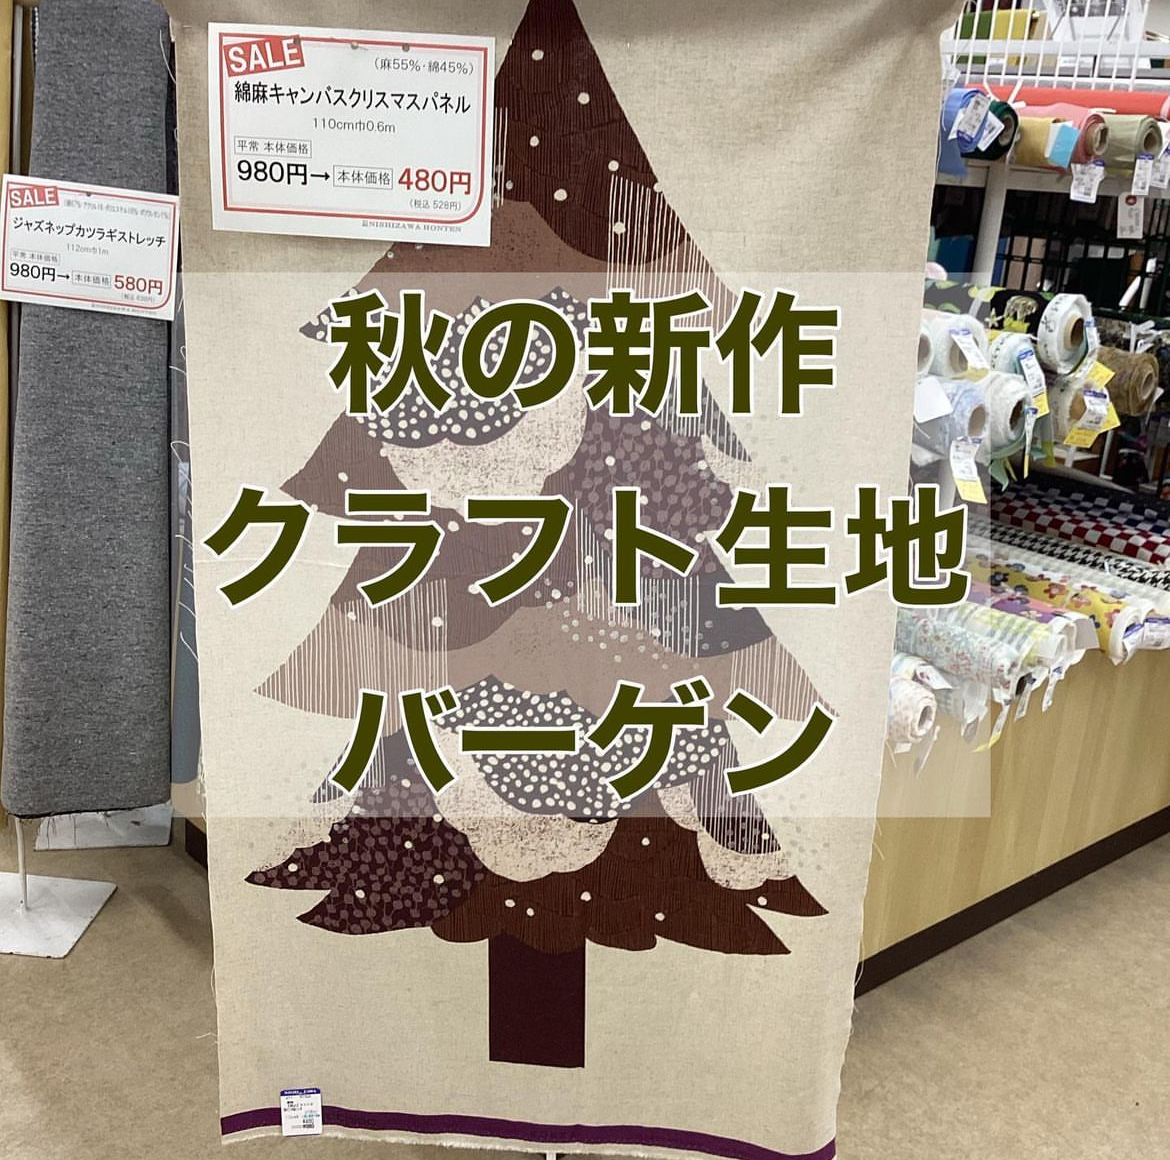 SALE
（麻55%・綿45%）
綿麻キャンバスクリスマスパネル
110cm巾0.6m
平常 本体価格
980円→本体価格 480円
（税込 528円）
NISHIZAWA HONTEN
SALE
ジャズネップカツラギストレッチ
112cm巾1m
平常 本体価格
980円→本体価格 580円
NISHIZAWA HONTEN
秋の新作
クラフト生地
バーゲン